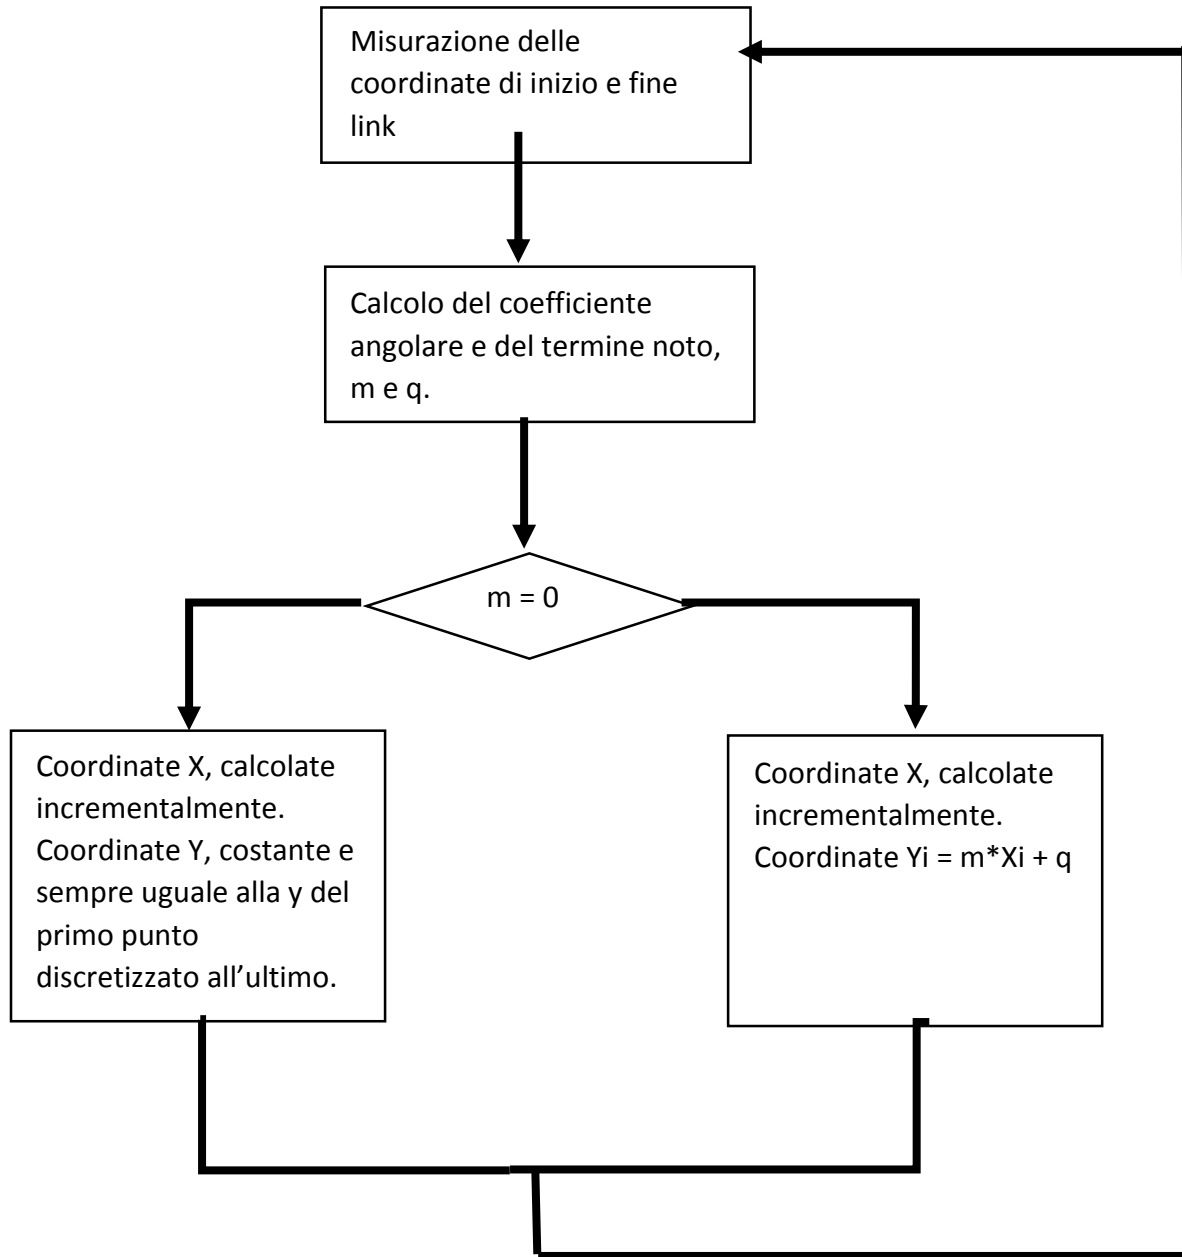 Misurazione delle
coordinate di inizio e fine
link
Calcolo del coefficiente
angolare e del termine noto,
m e q.
m = 0
Coordinate X, calcolate
incrementalmente.
Coordinate Y, costante e
sempre uguale alla y del
primo punto
discretizzato all’ultimo.
Coordinate X, calcolate
incrementalmente.
Coordinate Yi = m*Xi + q